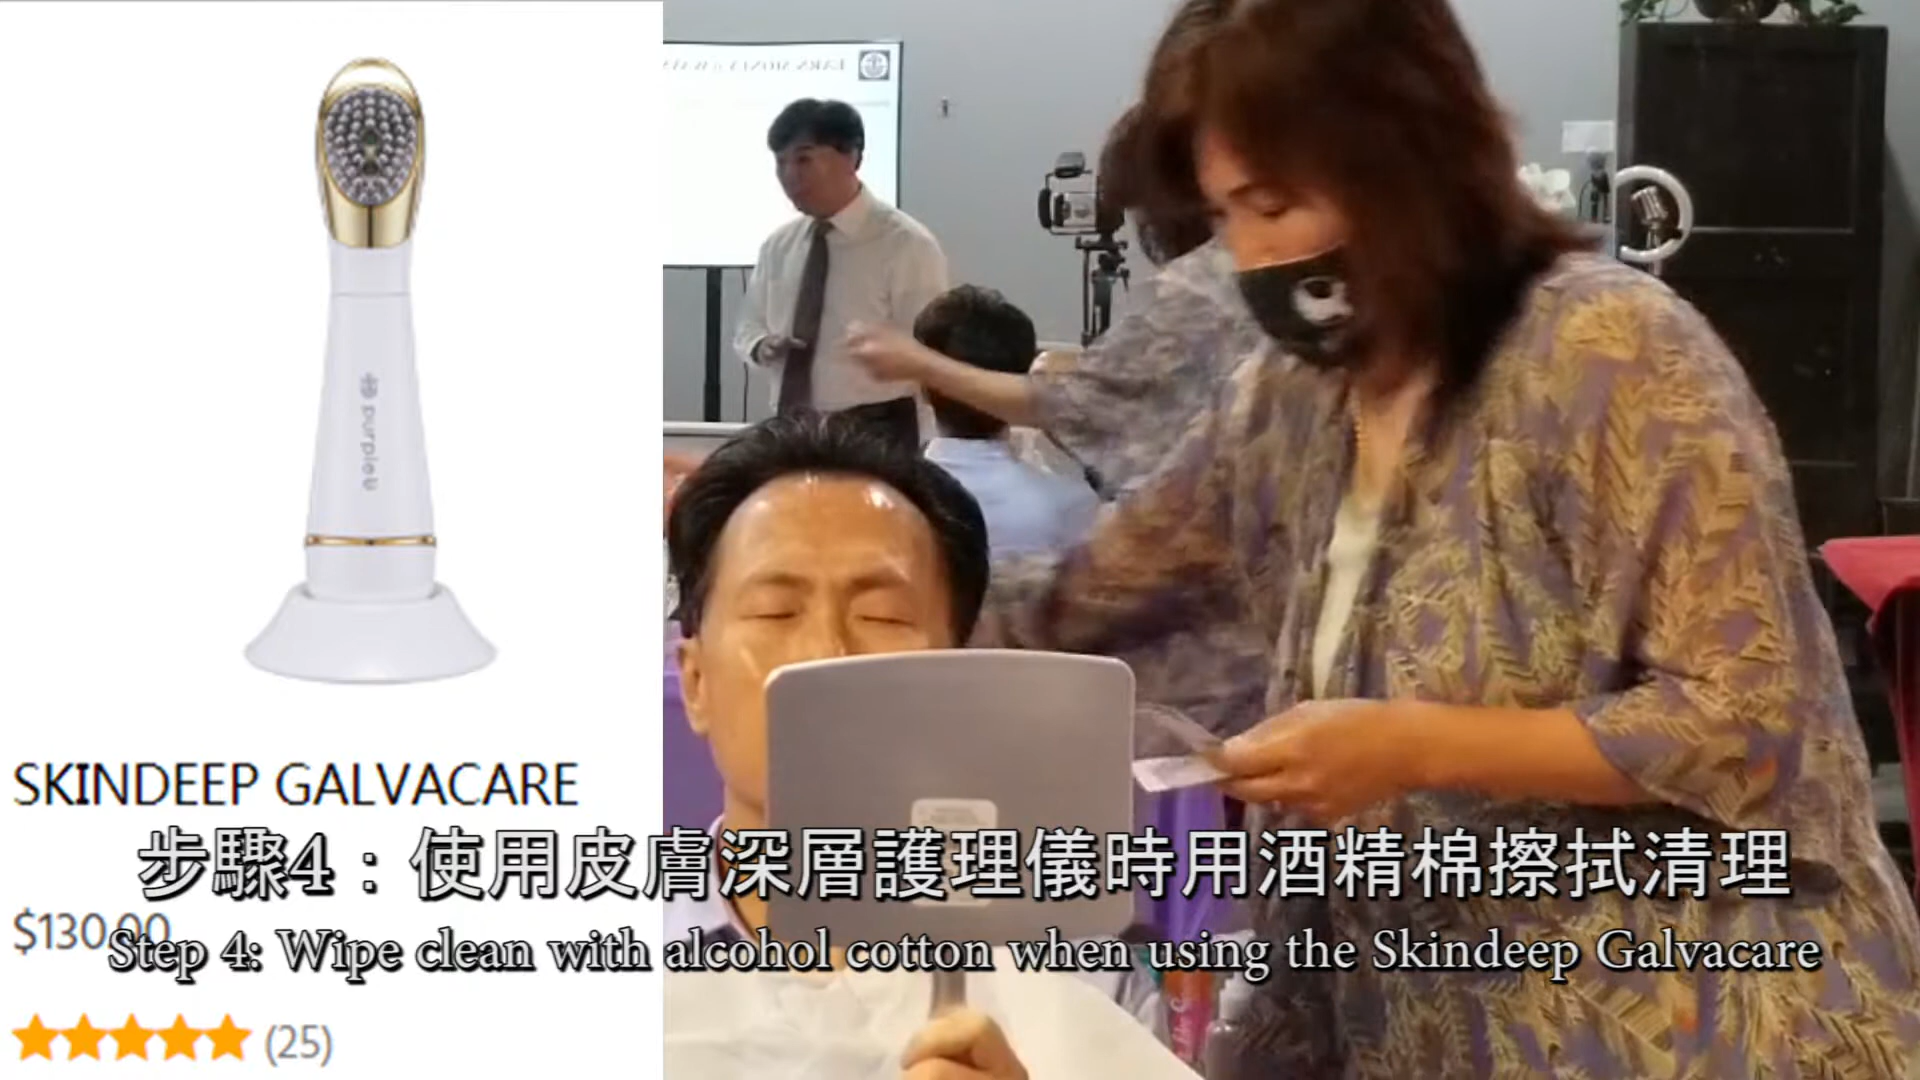 purple
SKINDEEP GALVACARE
步驟4：使用皮膚深層護理儀時用酒精棉擦拭清理
$130.00
Step 4: Wipe clean with alcohol cotton when using the Skindeep Galvacare
(25)